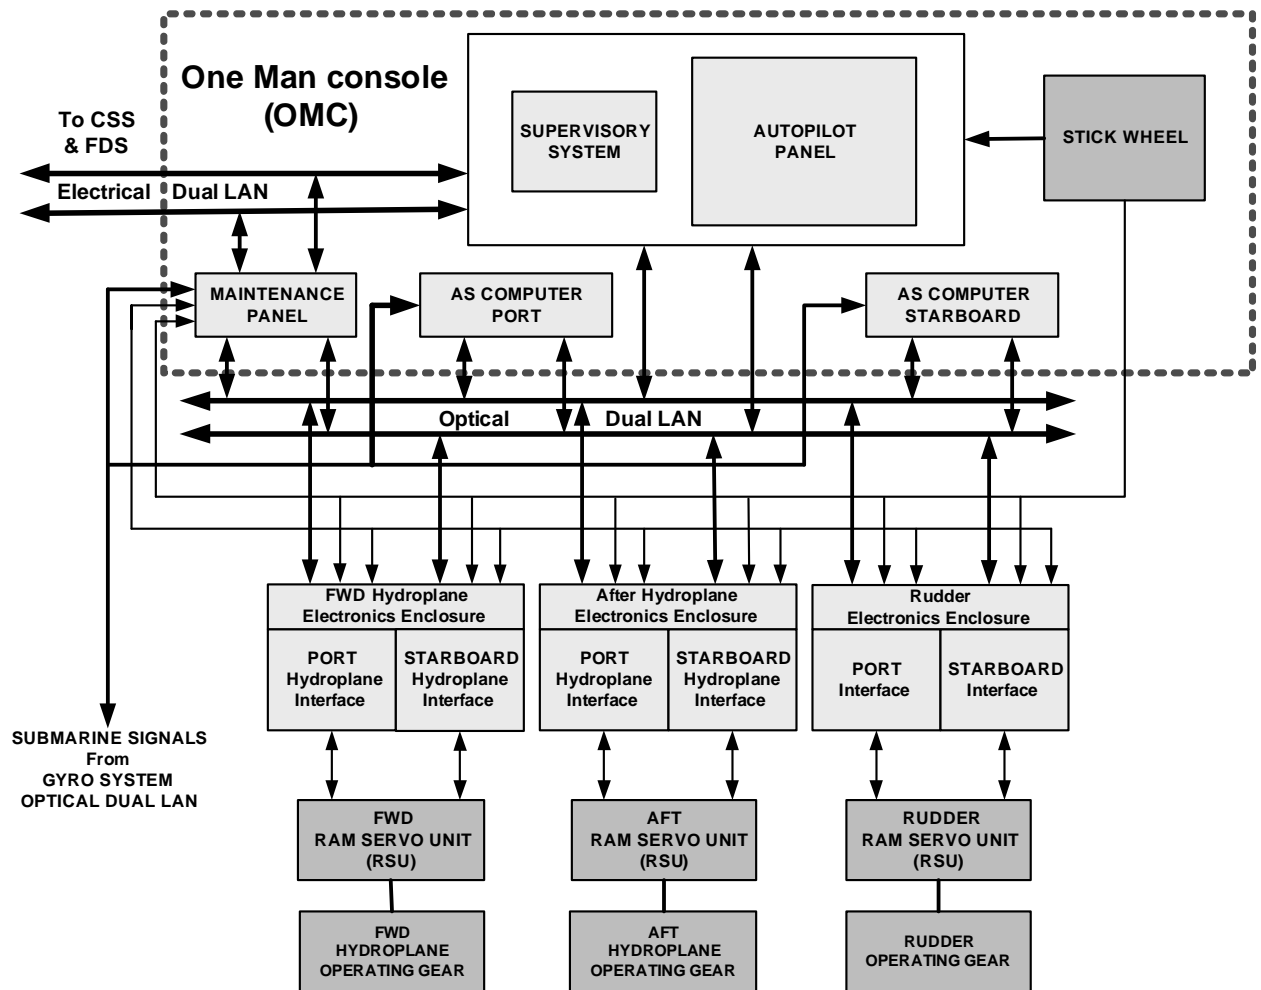 One Man console
(OMC)
To CSS
& FDS
Electrical Dual LAN
SUPERVISORY
SYSTEM
AUTOPILOT
PANEL
STICK WHEEL
MAINTENANCE
PANEL
AS COMPUTER
PORT
AS COMPUTER
STARBOARD
Optical Dual LAN
FWD Hydroplane
Electronics Enclosure
PORT
Hydroplane
Interface
STARBOARD
Hydroplane
Interface
After Hydroplane
Electronics Enclosure
PORT
Hydroplane
Interface
STARBOARD
Hydroplane
Interface
Rudder
Electronics Enclosure
PORT
Interface
STARBOARD
Interface
SUBMARINE SIGNALS
From
GYRO SYSTEM
OPTICAL DUAL LAN
FWD
RAM SERVO UNIT
(RSU)
AFT
RAM SERVO UNIT
(RSU)
RUDDER
RAM SERVO UNIT
(RSU)
FWD
HYDROPLANE
OPERATING GEAR
AFT
HYDROPLANE
OPERATING GEAR
RUDDER
OPERATING GEAR